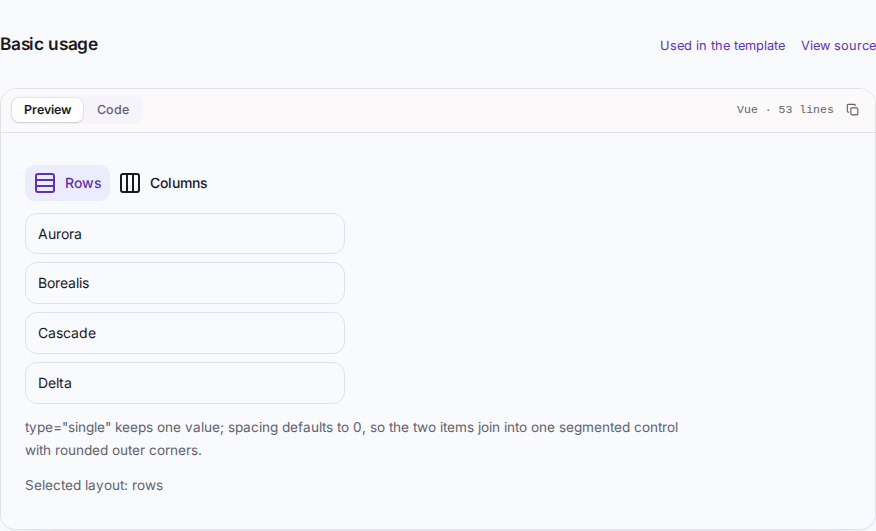 Basic usage
Used in the template View source
Preview Code Vue · 53 lines
Rows Columns
Aurora
Borealis
Cascade
Delta
type="single" keeps one value; spacing defaults to 0, so the two items join into one segmented control
with rounded outer corners.
Selected layout: rows